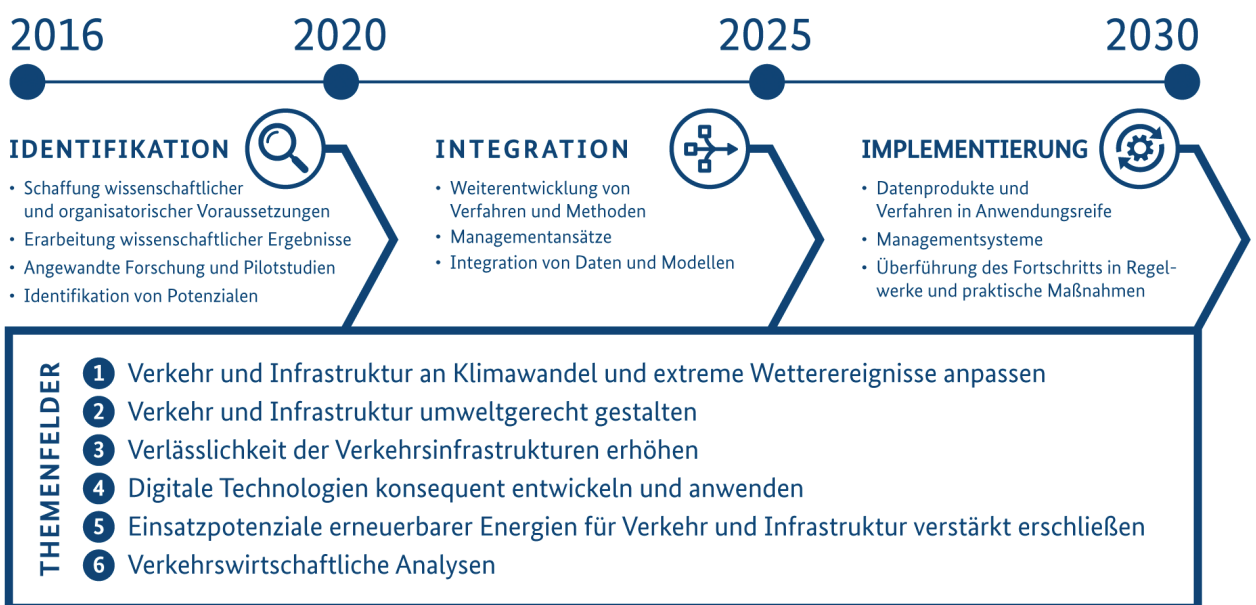 2016 2020 2025 2030
IDENTIFIKATION
• Schaffung wissenschaftlicher
und organisatorischer Voraussetzungen
• Erarbeitung wissenschaftlicher Ergebnisse
• Angewandte Forschung und Pilotstudien
• Identifikation von Potenzialen
INTEGRATION
• Weiterentwicklung von
Verfahren und Methoden
• Managementansätze
• Integration von Daten und Modellen
IMPLEMENTIERUNG
• Datenprodukte und
Verfahren in Anwendungsreife
• Managementsysteme
• Überführung des Fortschritts in Regel-
werke und praktische Maßnahmen
THEMENFELDER
1 Verkehr und Infrastruktur an Klimawandel und extreme Wetterereignisse anpassen
2 Verkehr und Infrastruktur umweltgerecht gestalten
3 Verlässlichkeit der Verkehrsinfrastrukturen erhöhen
4 Digitale Technologien konsequent entwickeln und anwenden
5 Einsatzpotenziale erneuerbarer Energien für Verkehr und Infrastruktur verstärkt erschließen
6 Verkehrswirtschaftliche Analysen